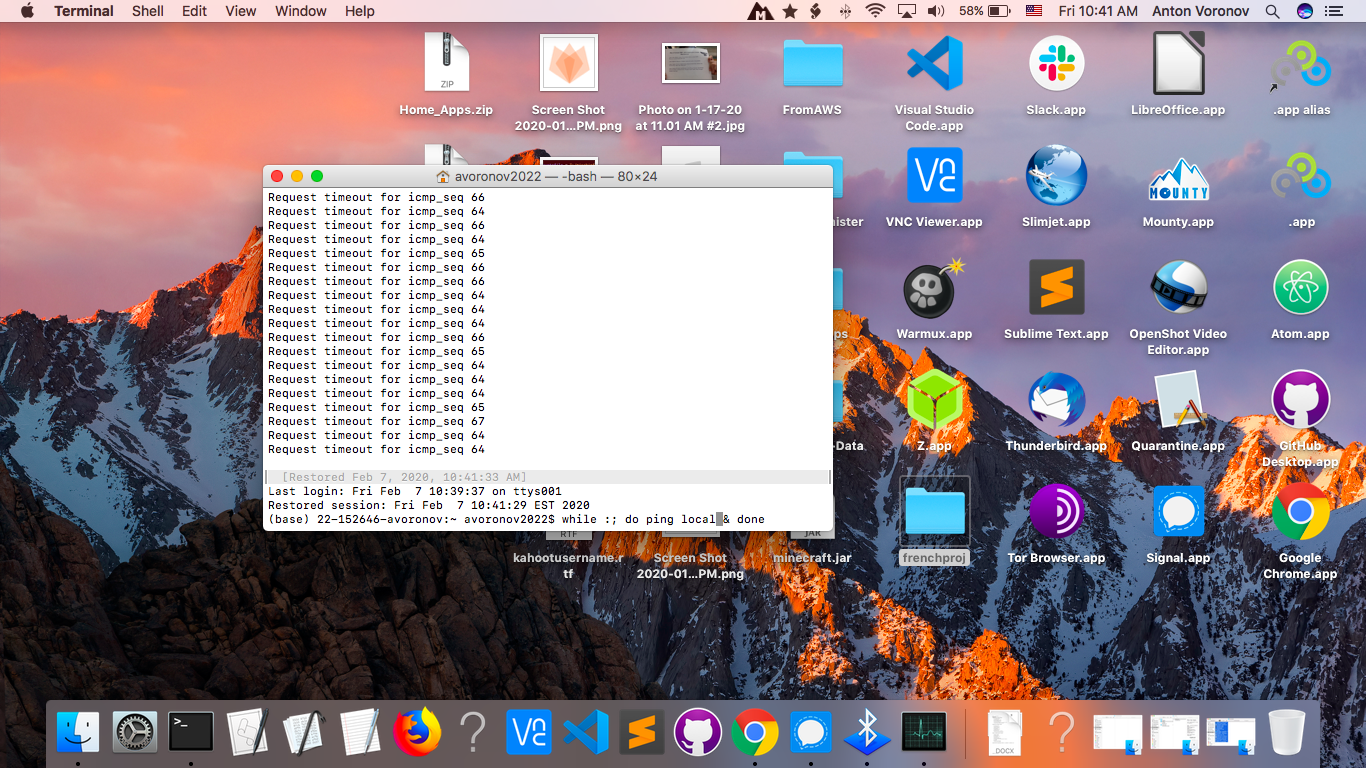 Terminal Shell Edit View Window Help 58% Fri 10:41 AM Anton Voronov
ZIP
Home_Apps.zip
Screen Shot
2020-01...PM.png
Photo on 1-17-20
at 11.01 AM #2.jpg
FromAWS
Visual Studio
Code.app
Slack.app
LibreOffice.app
.app alias
avoronov2022 — -bash — 80×24
Request timeout for icmp_seq 66
Request timeout for icmp_seq 64
Request timeout for icmp_seq 66
Request timeout for icmp_seq 64
Request timeout for icmp_seq 65
Request timeout for icmp_seq 66
Request timeout for icmp_seq 66
Request timeout for icmp_seq 64
Request timeout for icmp_seq 64
Request timeout for icmp_seq 64
Request timeout for icmp_seq 66
Request timeout for icmp_seq 65
Request timeout for icmp_seq 64
Request timeout for icmp_seq 64
Request timeout for icmp_seq 64
Request timeout for icmp_seq 65
Request timeout for icmp_seq 67
Request timeout for icmp_seq 64
Request timeout for icmp_seq 64
[Restored Feb 7, 2020, 10:41:33 AM]
Last login: Fri Feb  7 10:39:37 on ttys001
Restored session: Fri Feb  7 10:41:29 EST 2020
(base) 22-152646-avoronov:~ avoronov2022$ while :; do ping local & done
ister
VNC Viewer.app
Slimjet.app
MOUNTY
Mounty.app
.app
ps
Warmux.app
Sublime Text.app
OpenShot Video
Editor.app
Atom.app
-Data
Z.app
Thunderbird.app
Quarantine.app
GitHub
Desktop.app
RTF
kahootusername.r
tf
Screen Shot
2020-01...PM.png
JAR
minecraft.jar
frenchproj
Tor Browser.app
Signal.app
Google
Chrome.app
DOCX